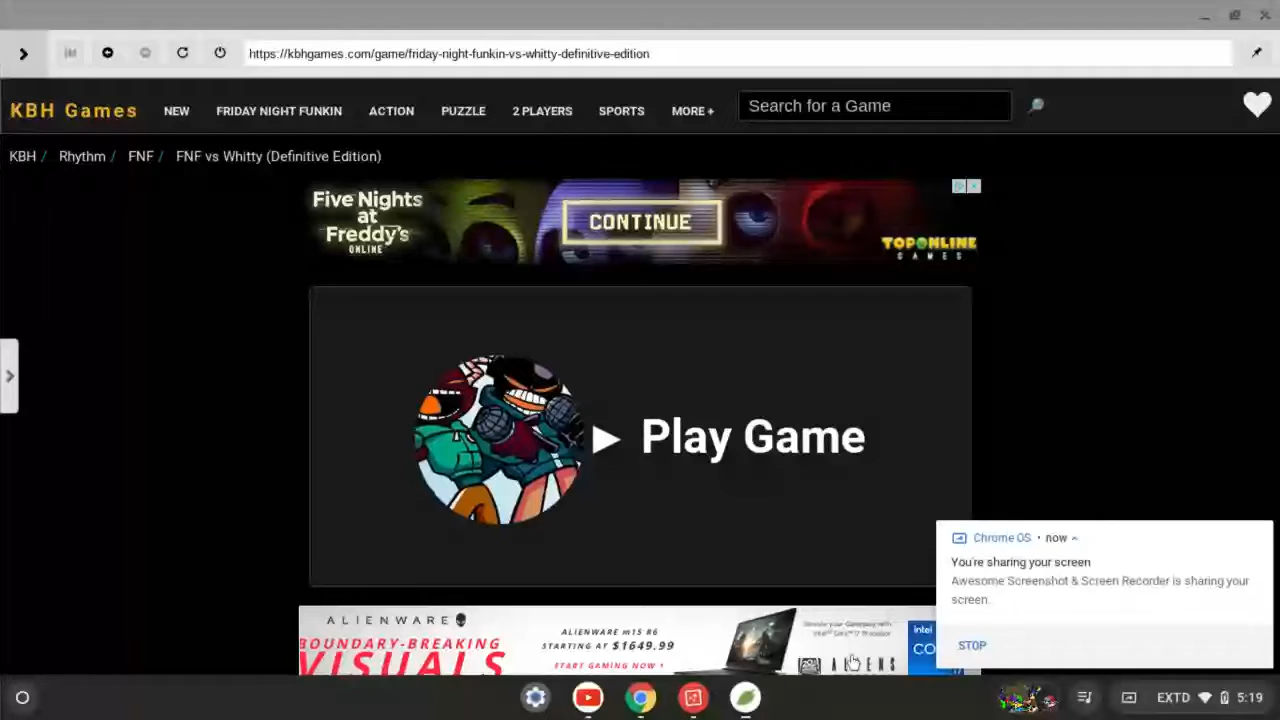 https://kbhgames.com/game/friday-night-funkin-vs-whitty-definitive-edition
KBH Games
NEW
FRIDAY NIGHT FUNKIN
ACTION
PUZZLE
2 PLAYERS
SPORTS
MORE +
Search for a Game
KBH / Rhythm / FNF / FNF vs Whitty (Definitive Edition)
Five Nights
at
Freddy's
ONLINE
CONTINUE
TOPONLINE
GAMES
Play Game
Chrome OS • now
You're sharing your screen
Awesome Screenshot & Screen Recorder is sharing your
screen.
STOP
ALIENWARE
BOUNDARY-BREAKING
VISUALS
ALIENWARE m15 R6
STARTING AT $1649.99
START GAMING NOW
ALIENS
intel
CO
EXTD
5:19